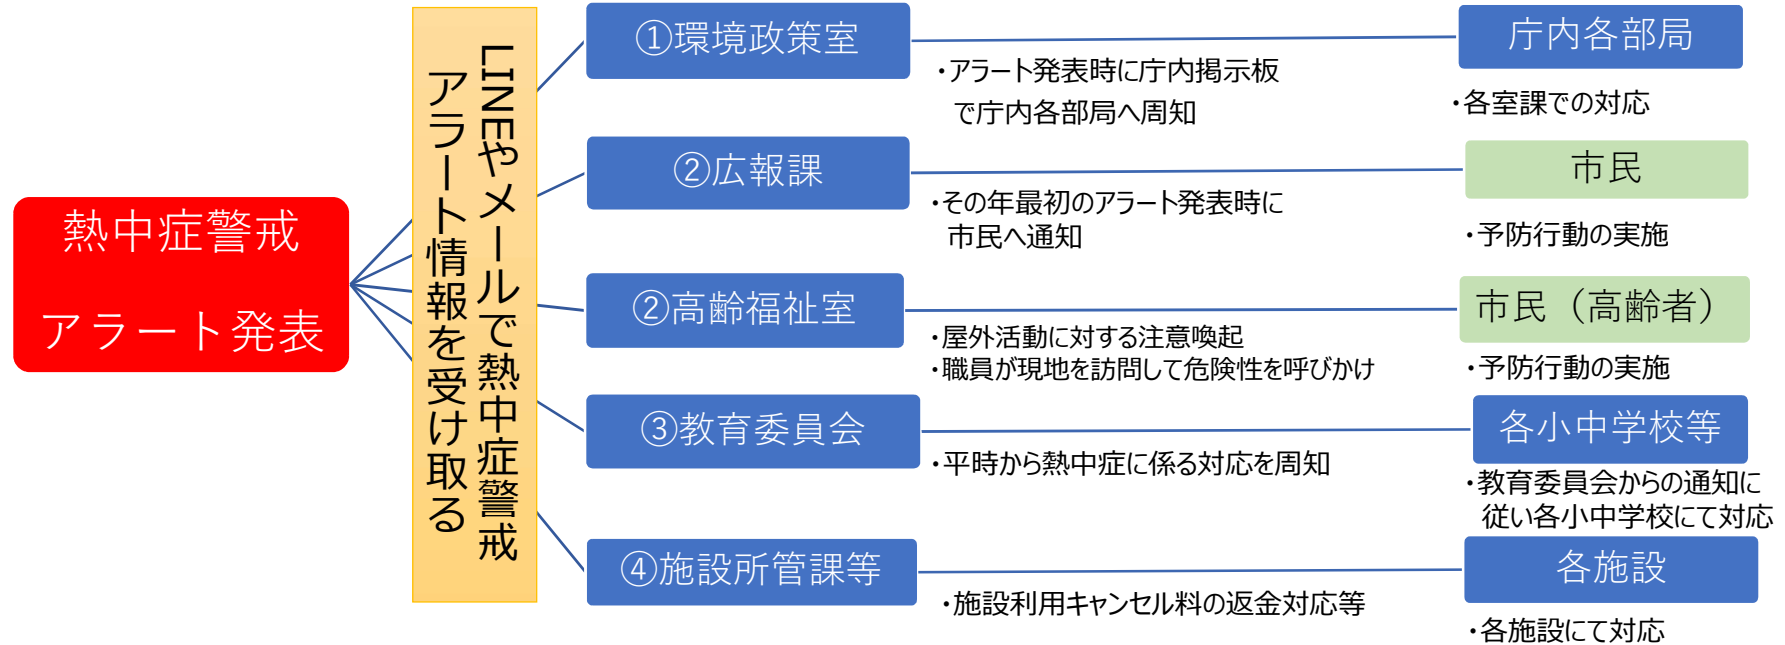 熱中症警戒
アラート発表
LINEやメールで熱中症警戒
アラート情報を受け取る
①環境政策室
・アラート発表時に庁内掲示板
で庁内各部局へ周知
庁内各部局
・各室課での対応
②広報課
・その年最初のアラート発表時に
市民へ通知
市民
・予防行動の実施
②高齢福祉室
・屋外活動に対する注意喚起
・職員が現地を訪問して危険性を呼びかけ
市民（高齢者）
・予防行動の実施
③教育委員会
・平時から熱中症に係る対応を周知
各小中学校等
・教育委員会からの通知に
従い各小中学校にて対応
④施設所管課等
・施設利用キャンセル料の返金対応等
各施設
・各施設にて対応